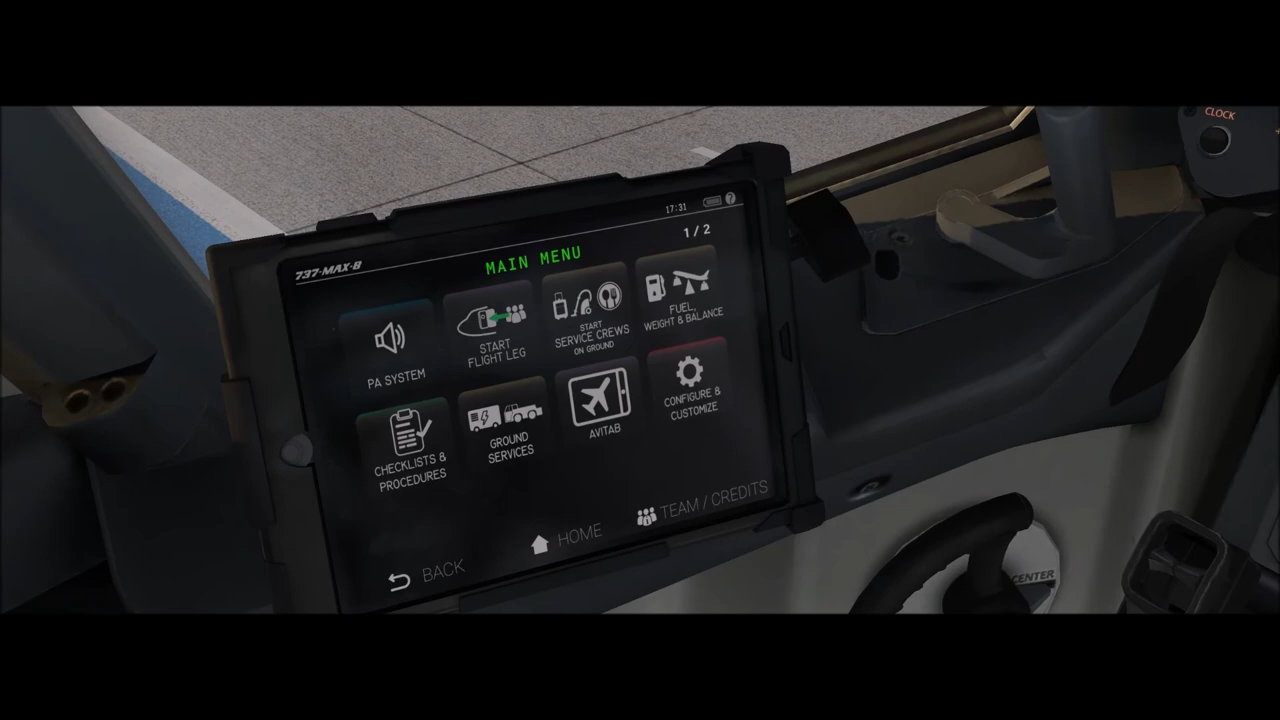 CLOCK
17:31
1/2
737-MAX-8
MAIN MENU
PA SYSTEM
START
FLIGHT LEG
START
SERVICE CREWS
ON GROUND
FUEL,
WEIGHT & BALANCE
CHECKLISTS &
PROCEDURES
GROUND
SERVICES
AVITAB
CONFIGURE &
CUSTOMIZE
BACK
HOME
TEAM / CREDITS
CENTER